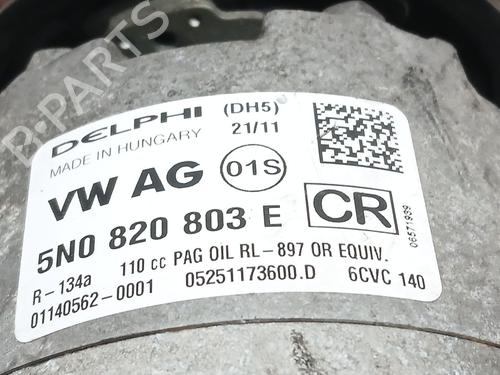 B-PARTS
DELPHI (DH5)
MADE IN HUNGARY 21/11
VW AG 01S
5N0 820 803 E CR
R-134a 110 cc PAG OIL RL-897 OR EQUIV.
01140562-0001 05251173600.D 6CVC 140
06571939